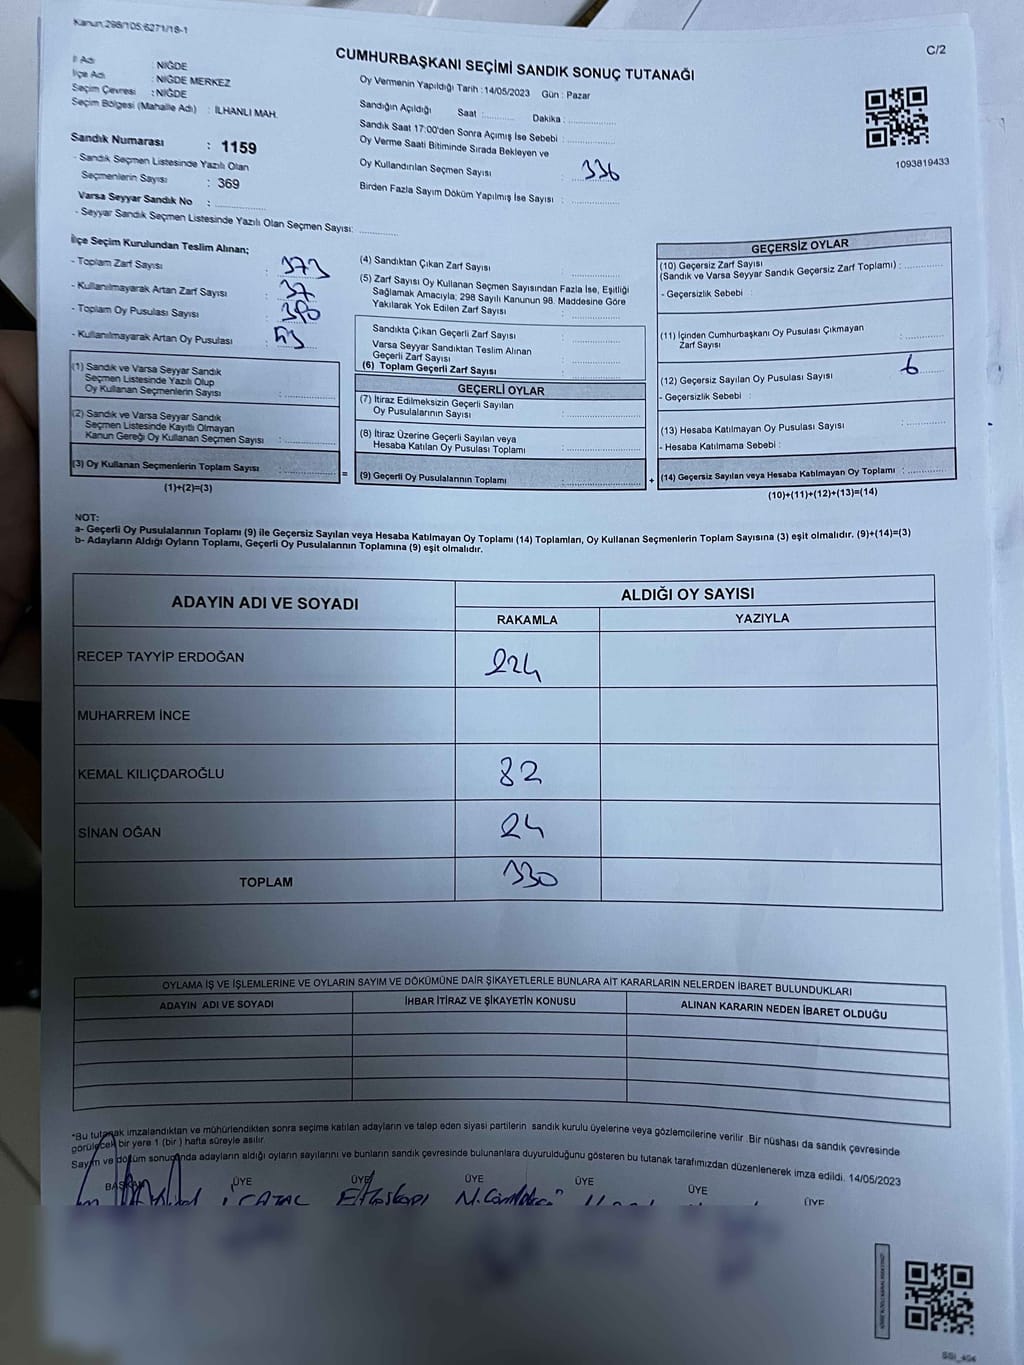 Kanun:298/105;6271/18-1
C/2
CUMHURBAŞKANI SEÇİMİ SANDIK SONUÇ TUTANAĞI
İl Adı : NİĞDE
İlçe Adı : NİĞDE MERKEZ
Seçim Çevresi : NİĞDE
Seçim Bölgesi (Mahalle Adı) : İLHANLI MAH.
Sandık Numarası : 1159
- Sandık Seçmen Listesinde Yazılı Olan
Seçmenlerin Sayısı : 369
Varsa Seyyar Sandık No :
- Seyyar Sandık Seçmen Listesinde Yazılı Olan Seçmen Sayısı:
Oy Vermenin Yapıldığı Tarih : 14/05/2023 Gün : Pazar
Sandığın Açıldığı Saat : Dakika :
Sandık Saat 17:00'den Sonra Açılmış İse Sebebi :
Oy Verme Saati Bitiminde Sırada Bekleyen ve
Oy Kullandırılan Seçmen Sayısı : 336
Birden Fazla Sayım Döküm Yapılmış İse Sayısı :
1093819433
İlçe Seçim Kurulundan Teslim Alınan;
- Toplam Zarf Sayısı : 373
- Kullanılmayarak Artan Zarf Sayısı : 37
- Toplam Oy Pusulası Sayısı :
- Kullanılmayarak Artan Oy Pusulası :
(1) Sandık ve Varsa Seyyar Sandık
Seçmen Listesinde Yazılı Olup
Oy Kullanan Seçmenlerin Sayısı :
(2) Sandık ve Varsa Seyyar Sandık
Seçmen Listesinde Kayıtlı Olmayan
Kanun Gereği Oy Kullanan Seçmen Sayısı :
(3) Oy Kullanan Seçmenlerin Toplam Sayısı :
(1)+(2)=(3)
=
(4) Sandıktan Çıkan Zarf Sayısı :
(5) Zarf Sayısı Oy Kullanan Seçmen Sayısından Fazla İse, Eşitliği
Sağlamak Amacıyla; 298 Sayılı Kanunun 98. Maddesine Göre
Yakılarak Yok Edilen Zarf Sayısı :
Sandıkta Çıkan Geçerli Zarf Sayısı :
Varsa Seyyar Sandıktan Teslim Alınan
Geçerli Zarf Sayısı :
(6) Toplam Geçerli Zarf Sayısı :
GEÇERLİ OYLAR
(7) İtiraz Edilmeksizin Geçerli Sayılan
Oy Pusulalarının Sayısı :
(8) İtiraz Üzerine Geçerli Sayılan veya
Hesaba Katılan Oy Pusulası Toplamı :
(9) Geçerli Oy Pusulalarının Toplamı :
+
GEÇERSİZ OYLAR
(10) Geçersiz Zarf Sayısı
(Sandık ve Varsa Seyyar Sandık Geçersiz Zarf Toplamı) :
- Geçersizlik Sebebi :
(11) İçinden Cumhurbaşkanı Oy Pusulası Çıkmayan
Zarf Sayısı :
(12) Geçersiz Sayılan Oy Pusulası Sayısı : 6
- Geçersizlik Sebebi :
(13) Hesaba Katılmayan Oy Pusulası Sayısı :
- Hesaba Katılmama Sebebi :
(14) Geçersiz Sayılan veya Hesaba Katılmayan Oy Toplamı :
(10)+(11)+(12)+(13)=(14)
NOT:
a- Geçerli Oy Pusulalarının Toplamı (9) ile Geçersiz Sayılan veya Hesaba Katılmayan Oy Toplamı (14) Toplamları, Oy Kullanan Seçmenlerin Toplam Sayısına (3) eşit olmalıdır. (9)+(14)=(3)
b- Adayların Aldığı Oyların Toplamı, Geçerli Oy Pusulalarının Toplamına (9) eşit olmalıdır.
ADAYIN ADI VE SOYADI
ALDIĞI OY SAYISI
RAKAMLA YAZIYLA
RECEP TAYYİP ERDOĞAN 224
MUHARREM İNCE
KEMAL KILIÇDAROĞLU 82
SİNAN OĞAN 24
TOPLAM 330
OYLAMA İŞ VE İŞLEMLERİNE VE OYLARIN SAYIM VE DÖKÜMÜNE DAİR ŞİKAYETLERLE BUNLARA AİT KARARLARIN NELERDEN İBARET BULUNDUKLARI
ADAYIN ADI VE SOYADI İHBAR İTİRAZ VE ŞİKAYETİN KONUSU ALINAN KARARIN NEDEN İBARET OLDUĞU
*Bu tutanak imzalandıktan ve mühürlendikten sonra seçime katılan adayların ve talep eden siyasi partilerin sandık kurulu üyelerine veya gözlemcilerine verilir. Bir nüshası da sandık çevresinde
görülecek bir yere 1 (bir) hafta süreyle asılır.
Sayım ve döküm sonucunda adayların aldığı oyların sayılarını ve bunların sandık çevresinde bulunanlara duyurulduğunu gösteren bu tutanak tarafımızdan düzenlenerek imza edildi. 14/05/2023
BAŞKAN ÜYE ÜYE ÜYE ÜYE ÜYE ÜYE